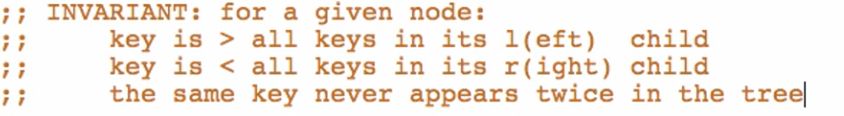 ;; INVARIANT: for a given node:
;;     key is > all keys in its l(eft)  child
;;     key is < all keys in its r(ight) child
;;     the same key never appears twice in the tree